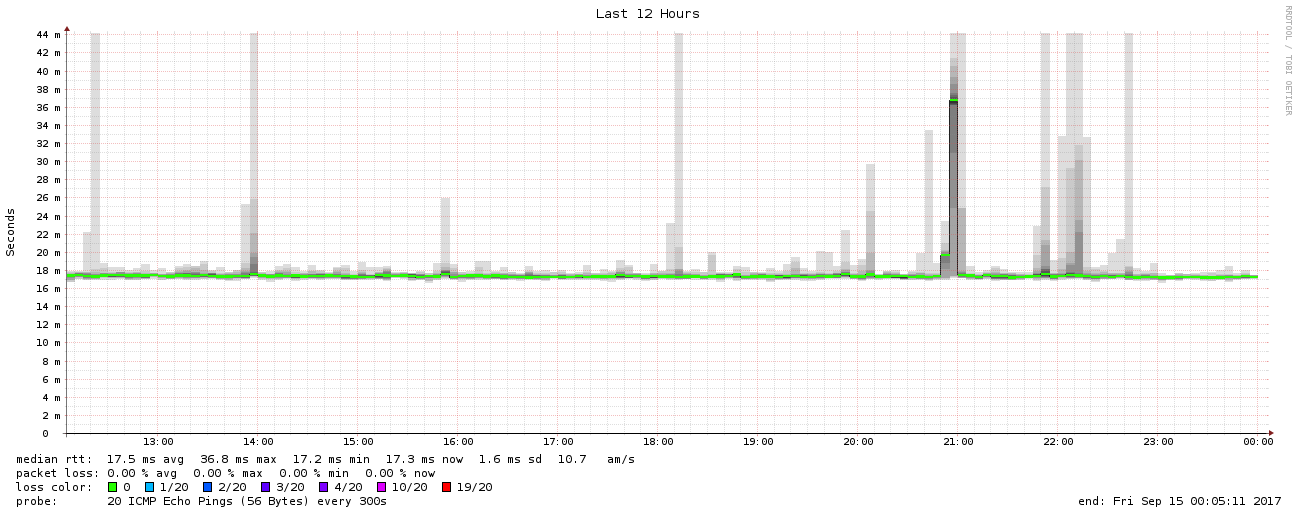 Last 12 Hours
RRDTOOL / TOBI OETIKER
Seconds
44 m
42 m
40 m
38 m
36 m
34 m
32 m
30 m
28 m
26 m
24 m
22 m
20 m
18 m
16 m
14 m
12 m
10 m
8 m
6 m
4 m
2 m
0
13:00 14:00 15:00 16:00 17:00 18:00 19:00 20:00 21:00 22:00 23:00 00:00
median rtt: 17.5 ms avg 36.8 ms max 17.2 ms min 17.3 ms now 1.6 ms sd 10.7 am/s
packet loss: 0.00 % avg 0.00 % max 0.00 % min 0.00 % now
loss color: 0 1/20 2/20 3/20 4/20 10/20 19/20
probe: 20 ICMP Echo Pings (56 Bytes) every 300s end: Fri Sep 15 00:05:11 2017